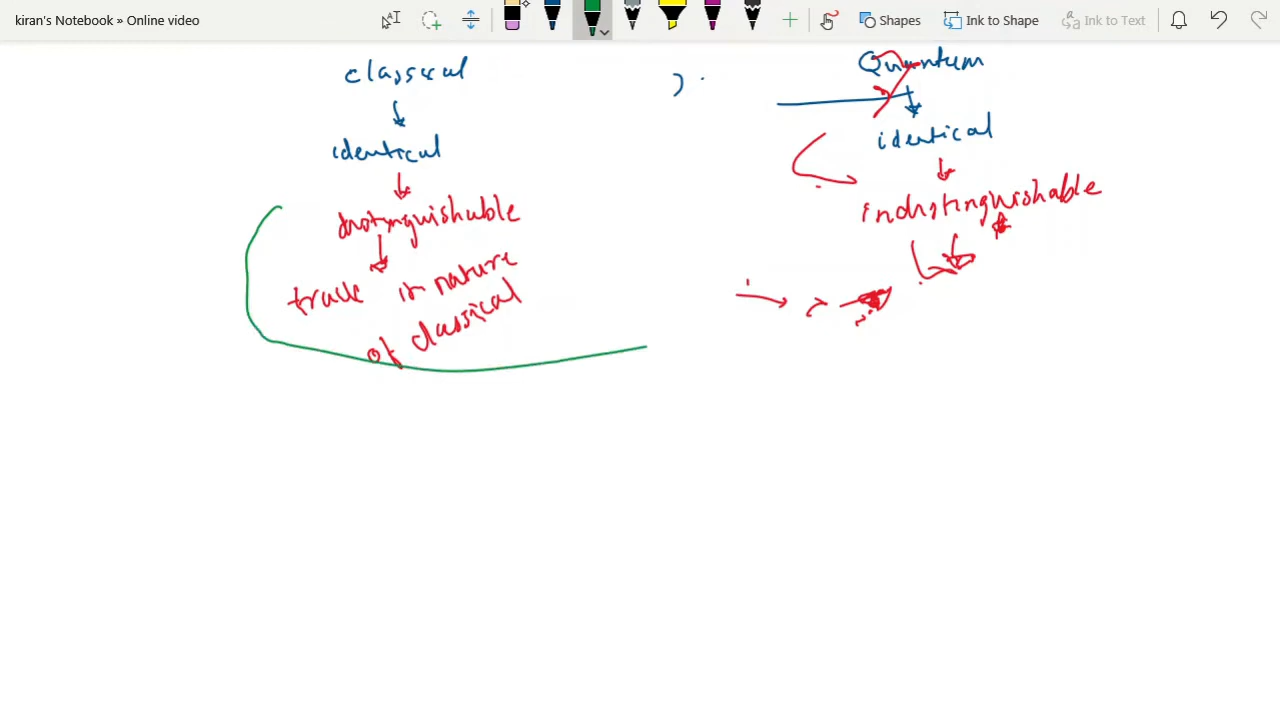 kiran's Notebook » Online video
Shapes
Ink to Shape
Ink to Text
classical
identical
distinguishable
in nature
of classical
Quantum
identical
indistinguishable